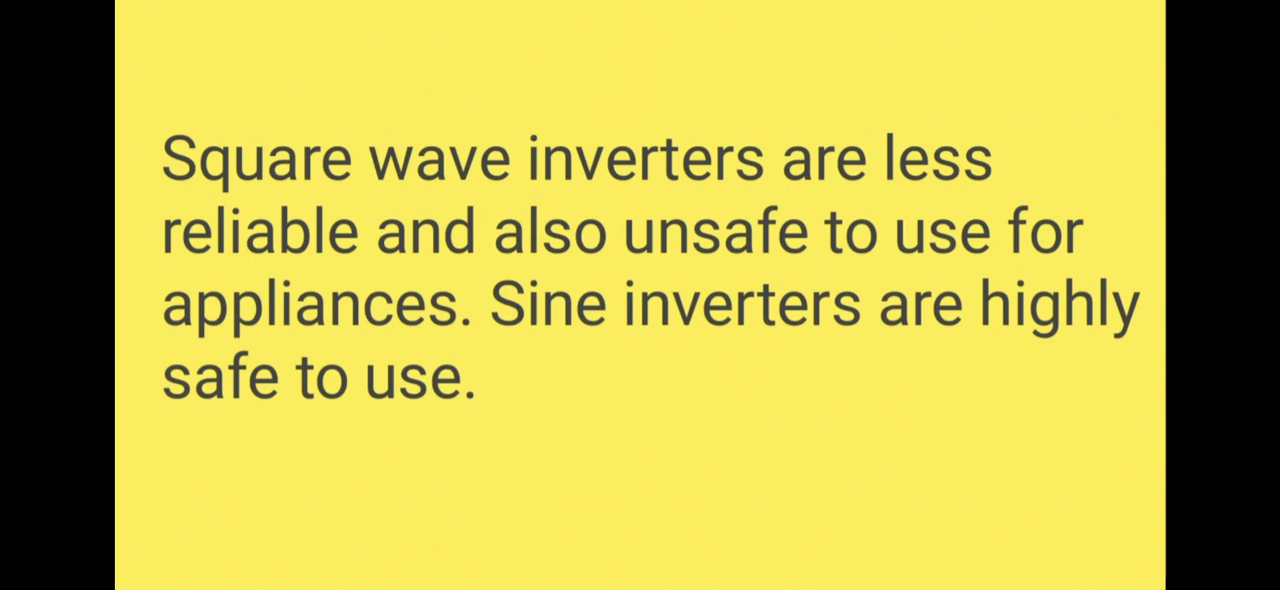 Square wave inverters are less
reliable and also unsafe to use for
appliances. Sine inverters are highly
safe to use.